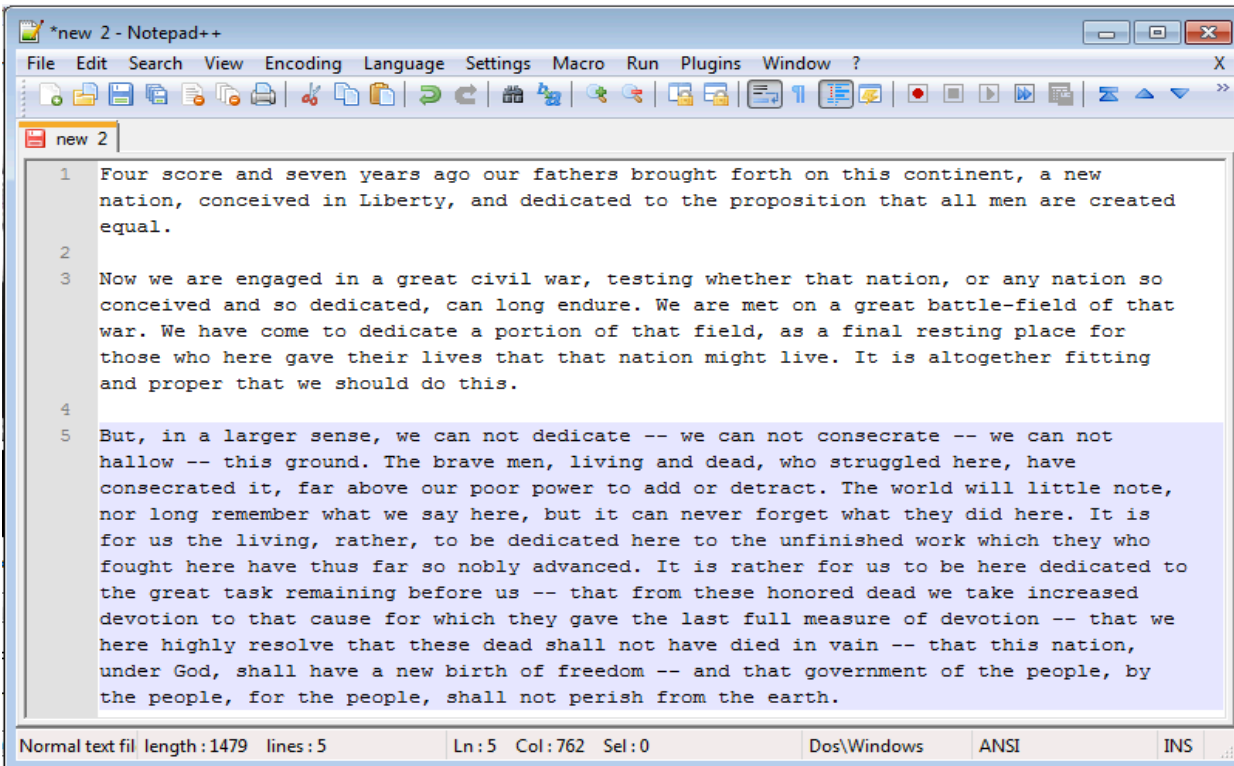 *new 2 - Notepad++
File Edit Search View Encoding Language Settings Macro Run Plugins Window ? X
new 2
1 Four score and seven years ago our fathers brought forth on this continent, a new
nation, conceived in Liberty, and dedicated to the proposition that all men are created
equal.
2
3 Now we are engaged in a great civil war, testing whether that nation, or any nation so
conceived and so dedicated, can long endure. We are met on a great battle-field of that
war. We have come to dedicate a portion of that field, as a final resting place for
those who here gave their lives that that nation might live. It is altogether fitting
and proper that we should do this.
4
5 But, in a larger sense, we can not dedicate -- we can not consecrate -- we can not
hallow -- this ground. The brave men, living and dead, who struggled here, have
consecrated it, far above our poor power to add or detract. The world will little note,
nor long remember what we say here, but it can never forget what they did here. It is
for us the living, rather, to be dedicated here to the unfinished work which they who
fought here have thus far so nobly advanced. It is rather for us to be here dedicated to
the great task remaining before us -- that from these honored dead we take increased
devotion to that cause for which they gave the last full measure of devotion -- that we
here highly resolve that these dead shall not have died in vain -- that this nation,
under God, shall have a new birth of freedom -- and that government of the people, by
the people, for the people, shall not perish from the earth.
Normal text fil length : 1479 lines : 5 Ln : 5 Col : 762 Sel : 0 Dos\Windows ANSI INS